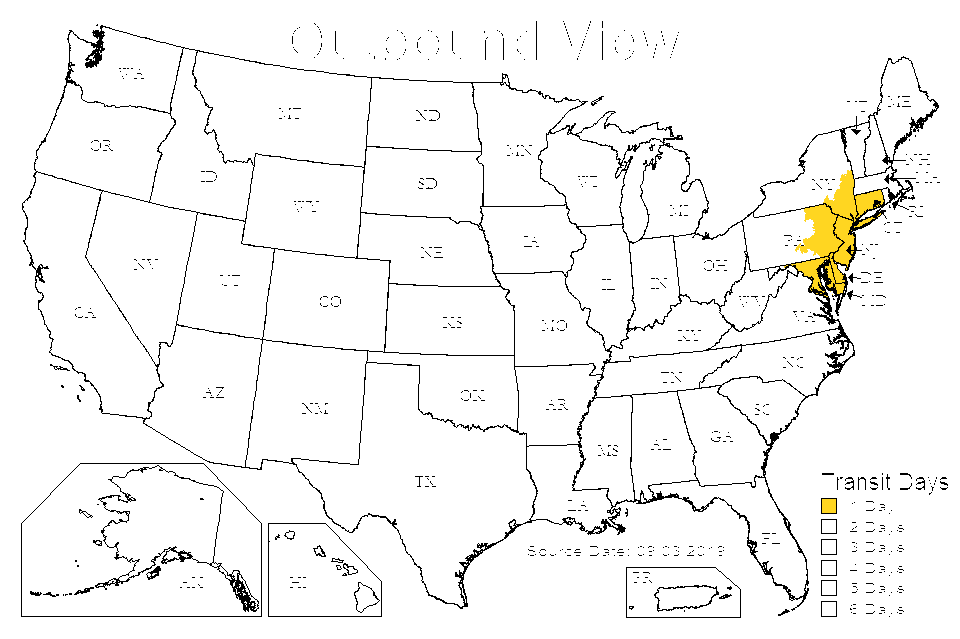 Outbound View
WA
MT
ND
ME
OR
MN
ID
SD
WI
NY
NH
WY
MI
RI
CT
NV
UT
NE
IA
PA
NJ
IL
IN
OH
DE
CA
CO
WV
MD
KS
MO
VA
KY
AZ
NM
OK
AR
TN
NC
SC
MS
AL
GA
TX
LA
FL
AK
HI
PR
Source Date: 09.03.2019
Transit Days
1 Day
2 Days
3 Days
4 Days
5 Days
6 Days